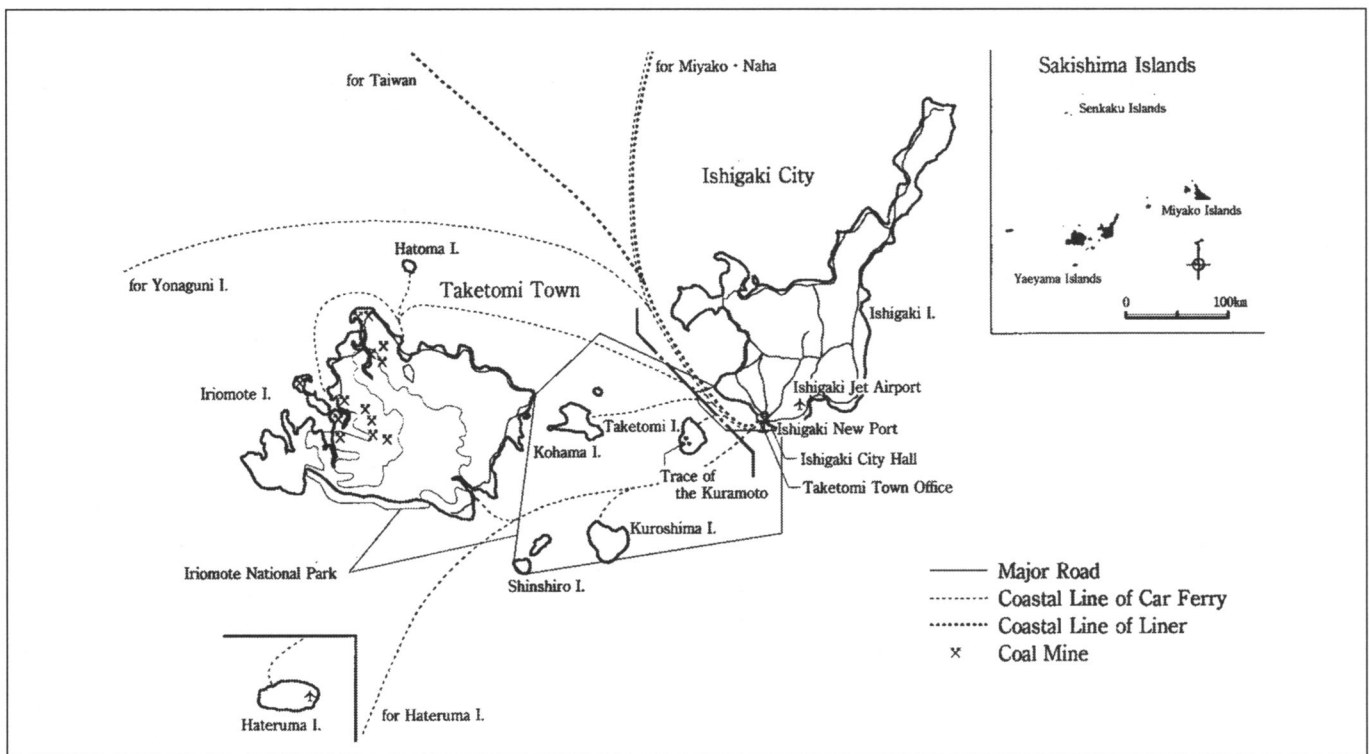 for Taiwan
for Miyako・Naha
Sakishima Islands
Senkaku Islands
Miyako Islands
Yaeyama Islands
0 100km
Ishigaki City
Hatoma I.
for Yonaguni I.
Taketomi Town
Ishigaki I.
Iriomote I.
Ishigaki Jet Airport
Taketomi I.
Ishigaki New Port
Kohama I.
Ishigaki City Hall
Trace of
the Kuramoto
Taketomi Town Office
Kuroshima I.
Iriomote National Park
Shinshiro I.
Major Road
Coastal Line of Car Ferry
Coastal Line of Liner
Coal Mine
Hateruma I.
for Hateruma I.